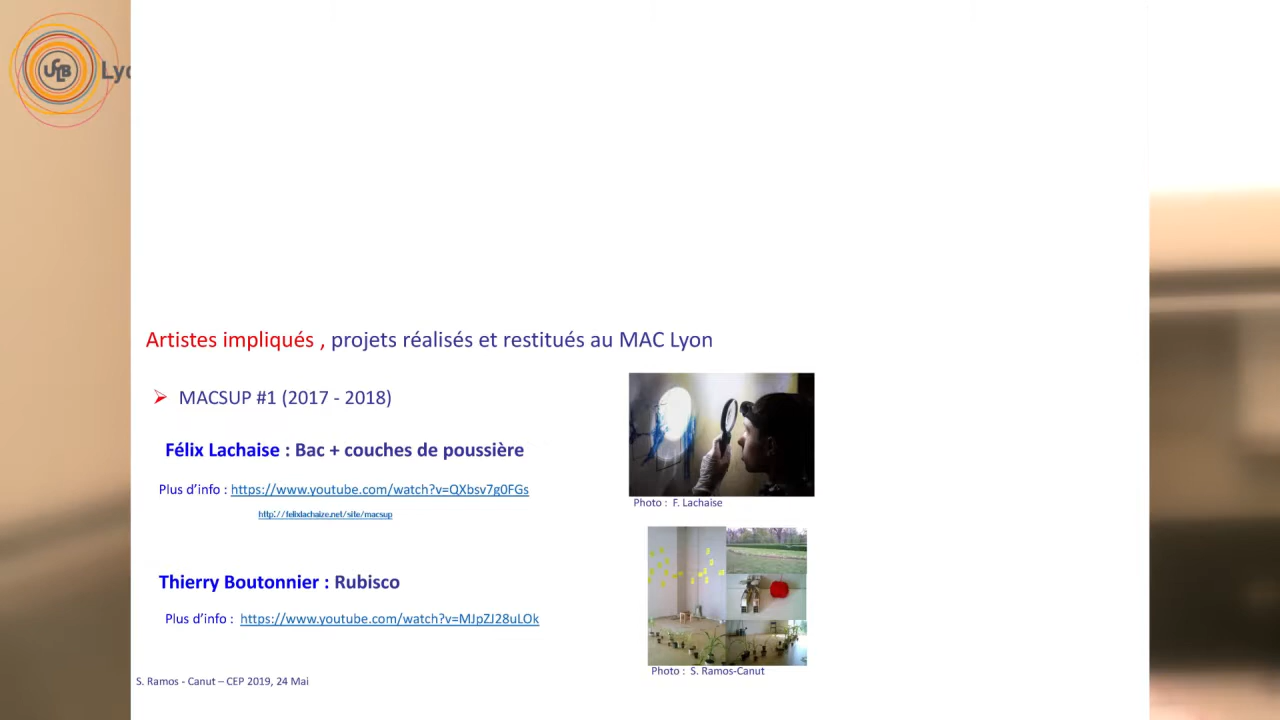 UCLB
Artistes impliqués , projets réalisés et restitués au MAC Lyon
MACSUP #1 (2017 - 2018)
Félix Lachaise : Bac + couches de poussière
Plus d’info : https://www.youtube.com/watch?v=QXbsv7g0FGs
http://felixlachaize.net/site/macsup
Photo : F. Lachaise
Thierry Boutonnier : Rubisco
Plus d’info : https://www.youtube.com/watch?v=MJpZJ28uLOk
Photo : S. Ramos-Canut
S. Ramos - Canut – CEP 2019, 24 Mai